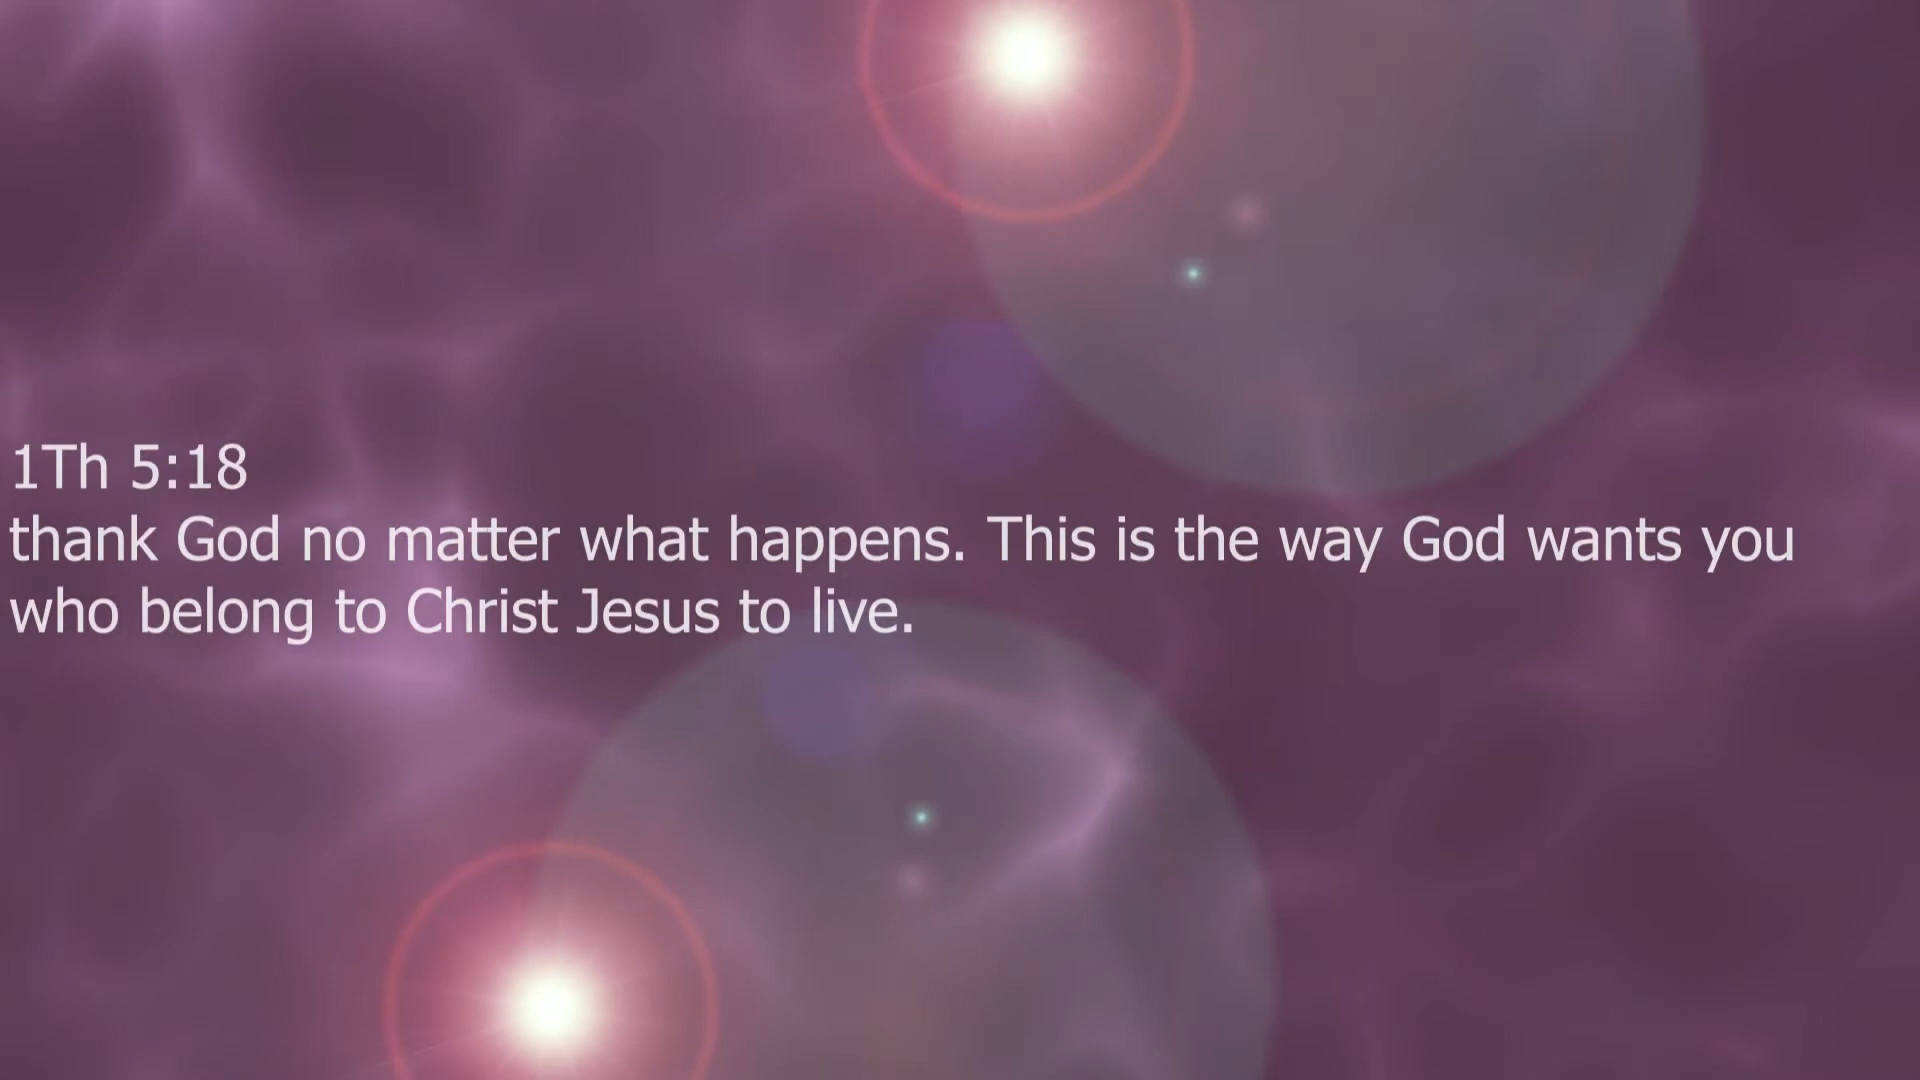 1Th 5:18
thank God no matter what happens. This is the way God wants you
who belong to Christ Jesus to live.